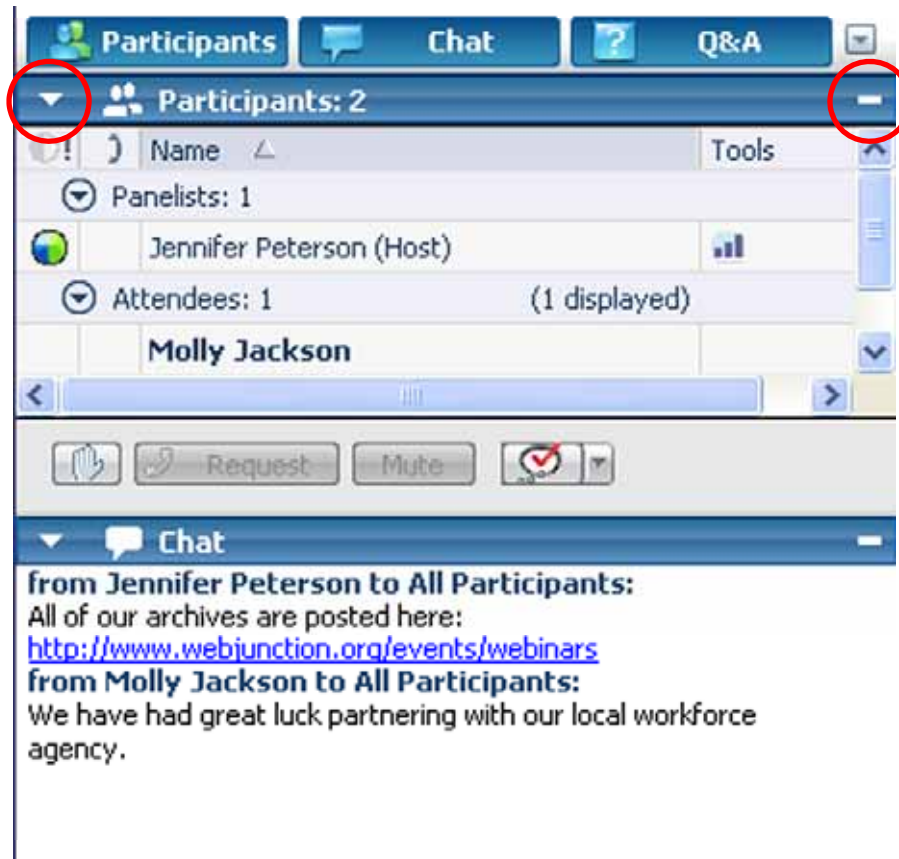 Participants Chat Q&A
Participants: 2
Name Tools
Panelists: 1
Jennifer Peterson (Host)
Attendees: 1 (1 displayed)
Molly Jackson
Request Mute
Chat
from Jennifer Peterson to All Participants:
All of our archives are posted here:
http://www.webjunction.org/events/webinars
from Molly Jackson to All Participants:
We have had great luck partnering with our local workforce
agency.